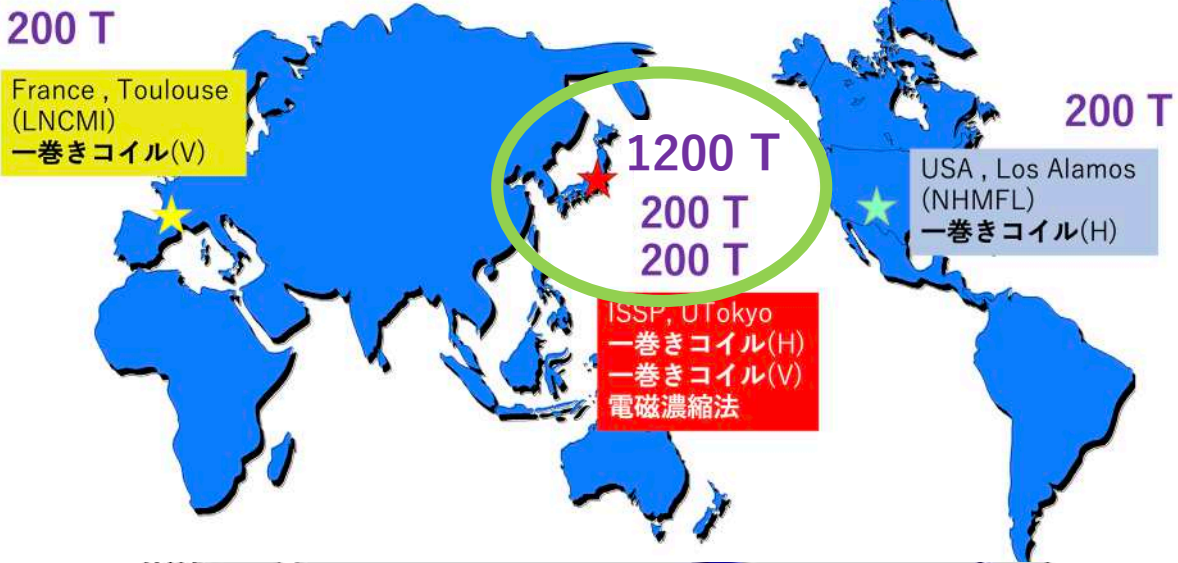 200 T
France , Toulouse
(LNCMI)
一巻きコイル(V)
1200 T
200 T
200 T
ISSP, UTokyo
一巻きコイル(H)
一巻きコイル(V)
電磁濃縮法
200 T
USA , Los Alamos
(NHMFL)
一巻きコイル(H)